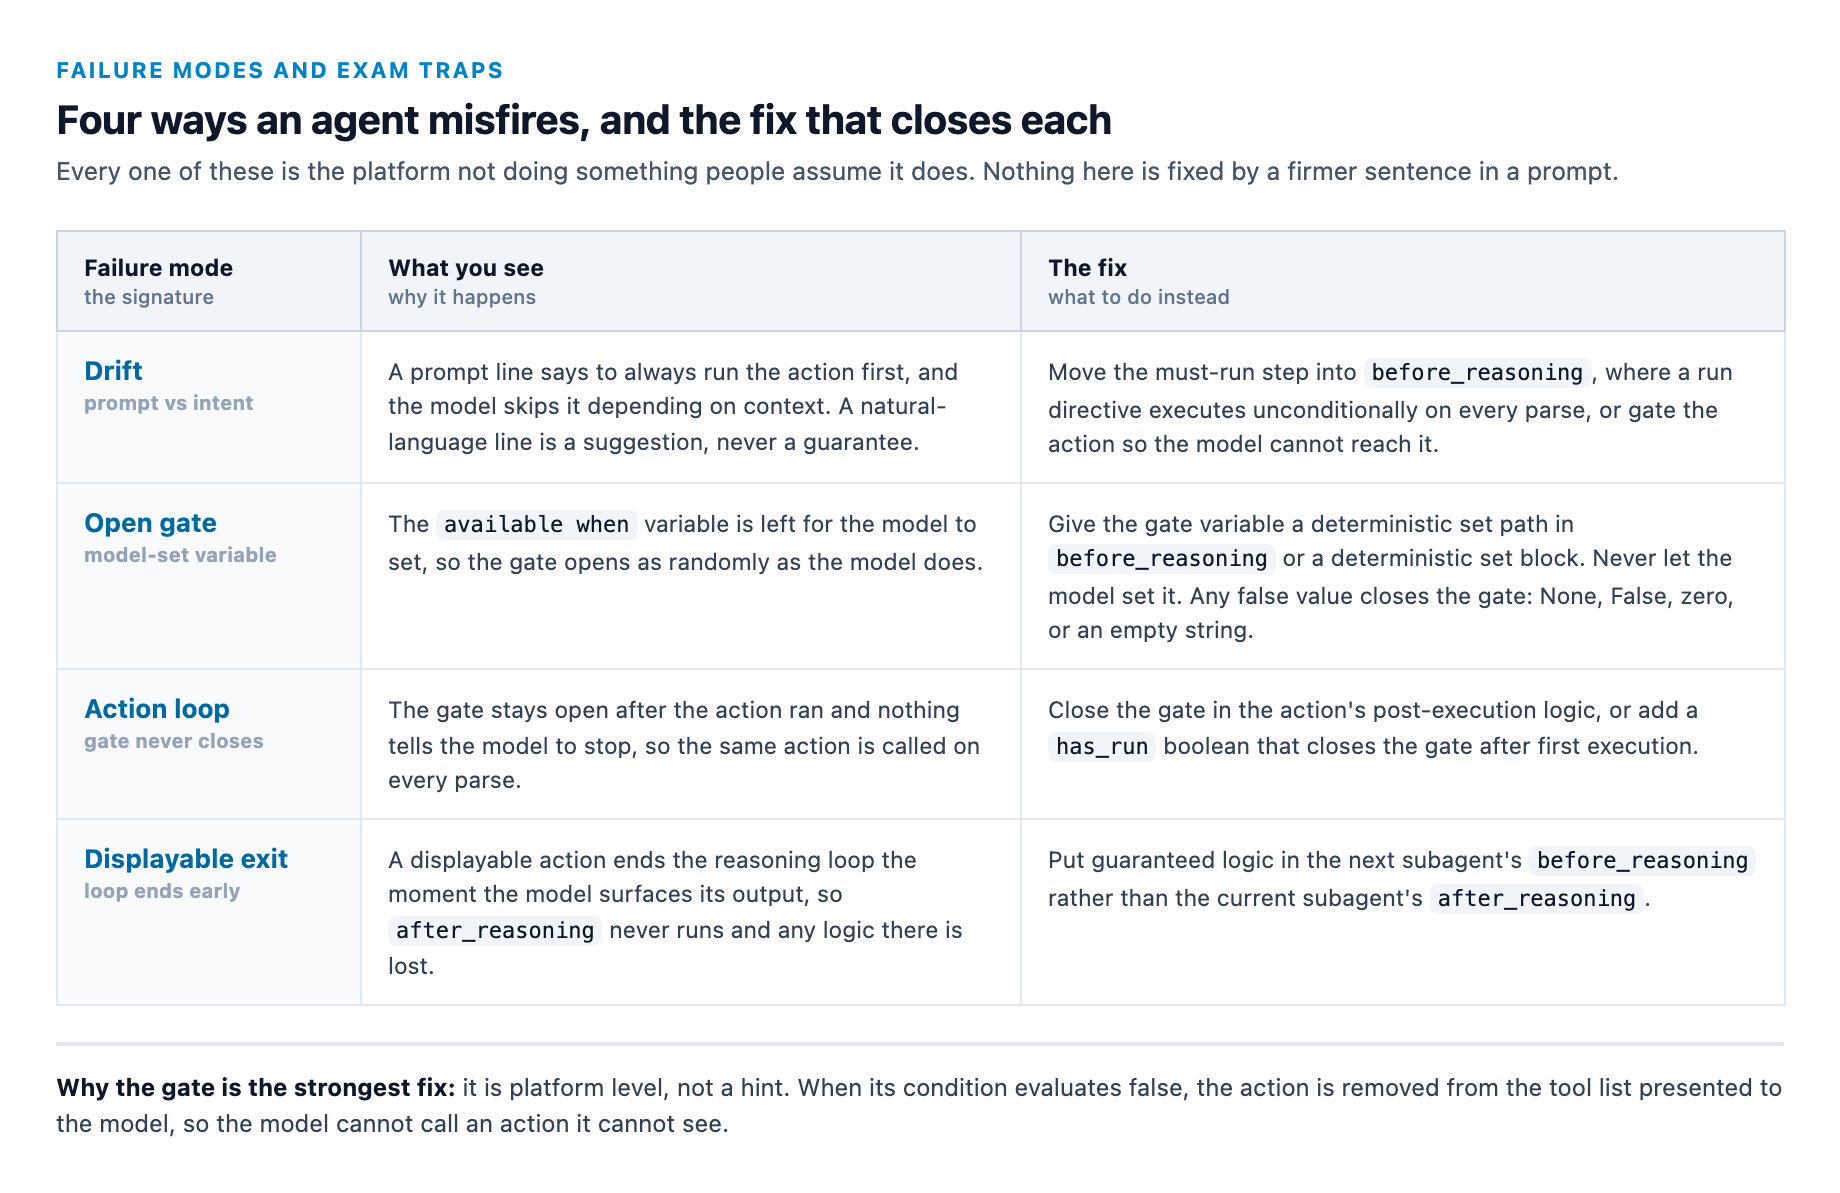 FAILURE MODES AND EXAM TRAPS
Four ways an agent misfires, and the fix that closes each
Every one of these is the platform not doing something people assume it does. Nothing here is fixed by a firmer sentence in a prompt.
Failure mode
the signature
What you see
why it happens
The fix
what to do instead
Drift
prompt vs intent
A prompt line says to always run the action first, and
the model skips it depending on context. A natural-
language line is a suggestion, never a guarantee.
Move the must-run step into before_reasoning, where a run
directive executes unconditionally on every parse, or gate the
action so the model cannot reach it.
Open gate
model-set variable
The available when variable is left for the model to
set, so the gate opens as randomly as the model does.
Give the gate variable a deterministic set path in
before_reasoning or a deterministic set block. Never let the
model set it. Any false value closes the gate: None, False, zero,
or an empty string.
Action loop
gate never closes
The gate stays open after the action ran and nothing
tells the model to stop, so the same action is called on
every parse.
Close the gate in the action's post-execution logic, or add a
has_run boolean that closes the gate after first execution.
Displayable exit
loop ends early
A displayable action ends the reasoning loop the
moment the model surfaces its output, so
after_reasoning never runs and any logic there is
lost.
Put guaranteed logic in the next subagent's before_reasoning
rather than the current subagent's after_reasoning.
Why the gate is the strongest fix: it is platform level, not a hint. When its condition evaluates false, the action is removed from the tool list presented to
the model, so the model cannot call an action it cannot see.